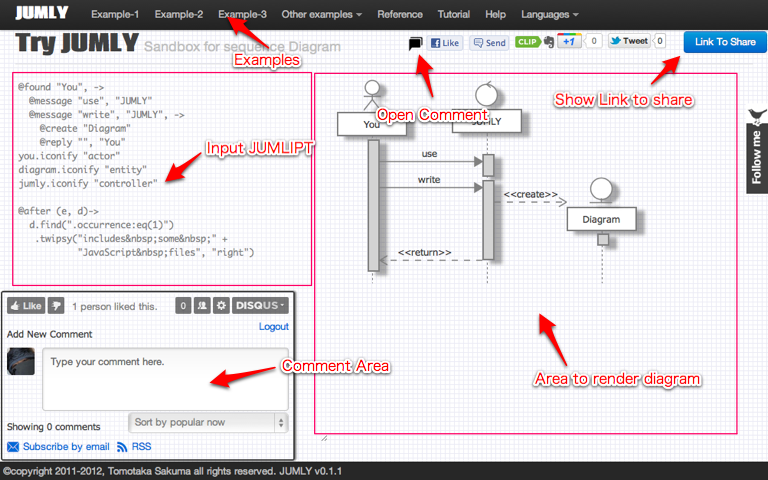 JUMLY Example-1 Example-2 Example-3 Other examples Reference Tutorial Help Languages
Try JUMLY Sandbox for sequence Diagram
Like Send CLIP +1 0 Tweet 0 Link To Share
Examples
Open Comment
Show Link to share
Follow me
@found "You", ->
@message "use", "JUMLY"
@message "write", "JUMLY", ->
@create "Diagram"
@reply "", "You"
you.iconify "actor"
diagram.iconify "entity"
jumly.iconify "controller"
@after (e, d)->
d.find(".occurrence:eq(1)")
.twipsy("includes&nbsp;some&nbsp;" +
"JavaScript&nbsp;files", "right")
Input JUMLIPT
You JUMLY
use
write
<<create>>
Diagram
<<return>>
Area to render diagram
Like 1 person liked this. 0 DISQUS
Logout
Add New Comment
Type your comment here.
Comment Area
Showing 0 comments Sort by popular now
Subscribe by email RSS
©copyright 2011-2012, Tomotaka Sakuma all rights reserved. JUMLY v0.1.1